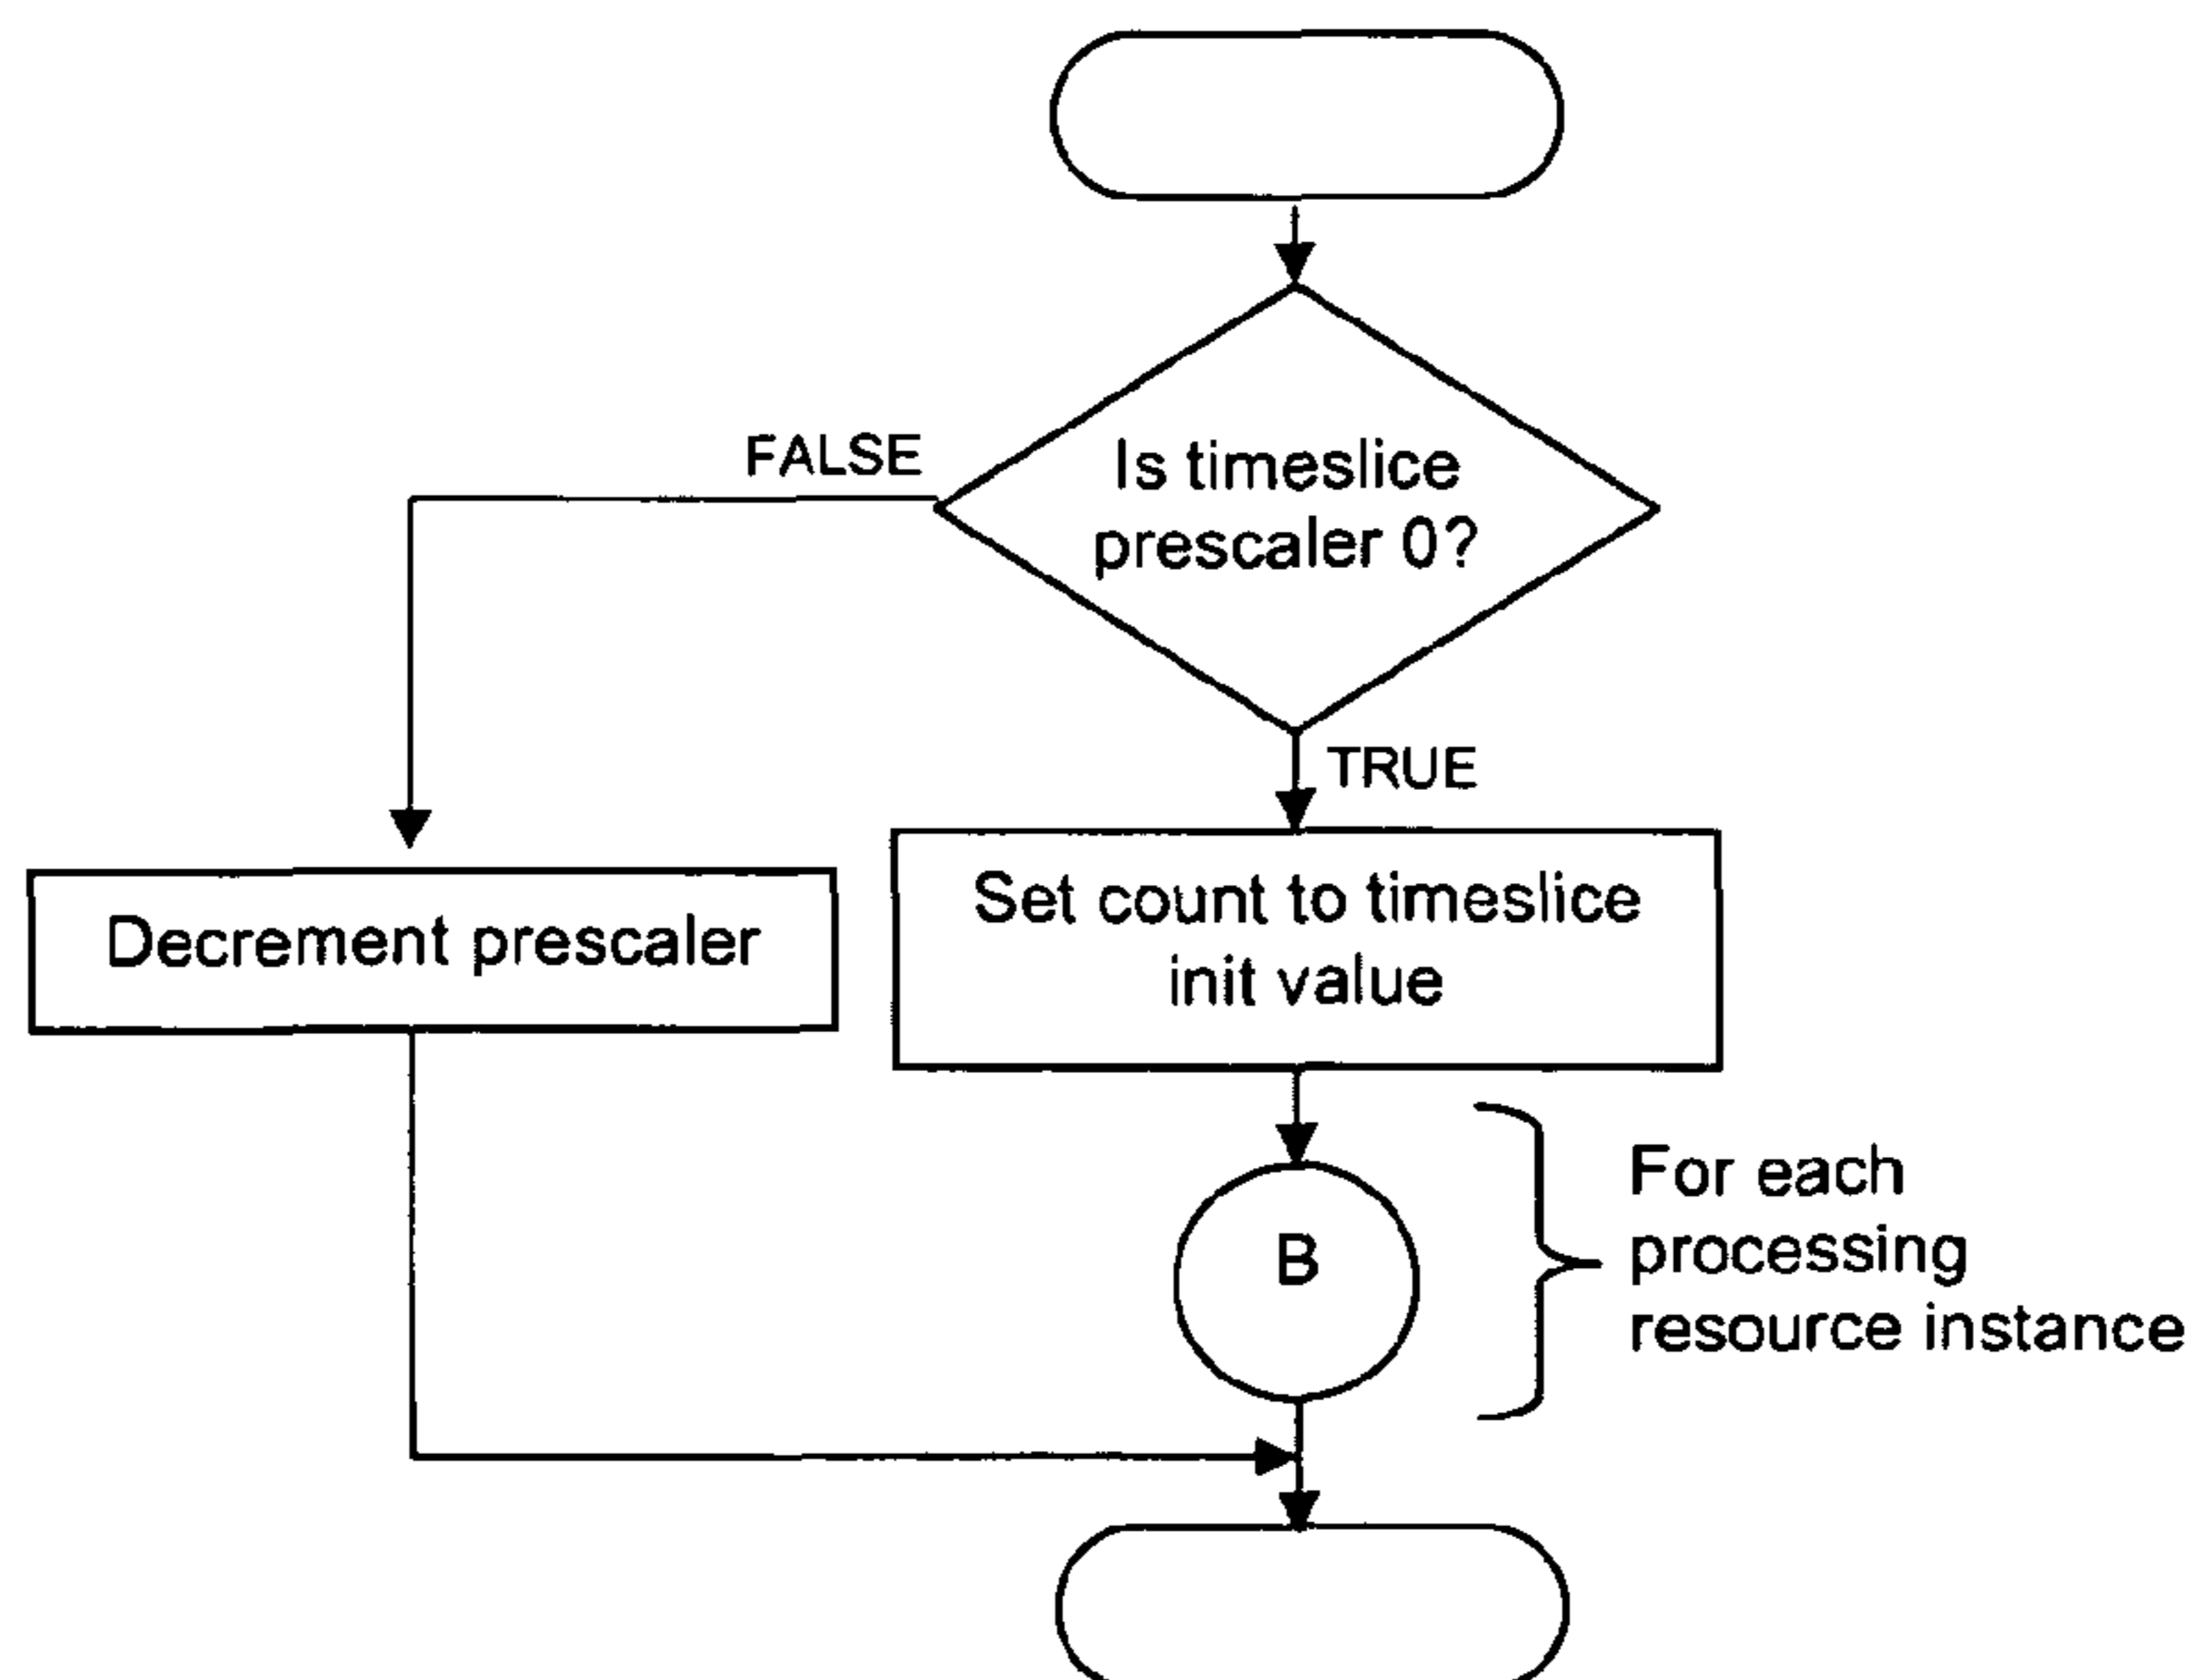 FALSE
Is timeslice
prescaler 0?
TRUE
Decrement prescaler
Set count to timeslice
init value
B
For each
processing
resource instance